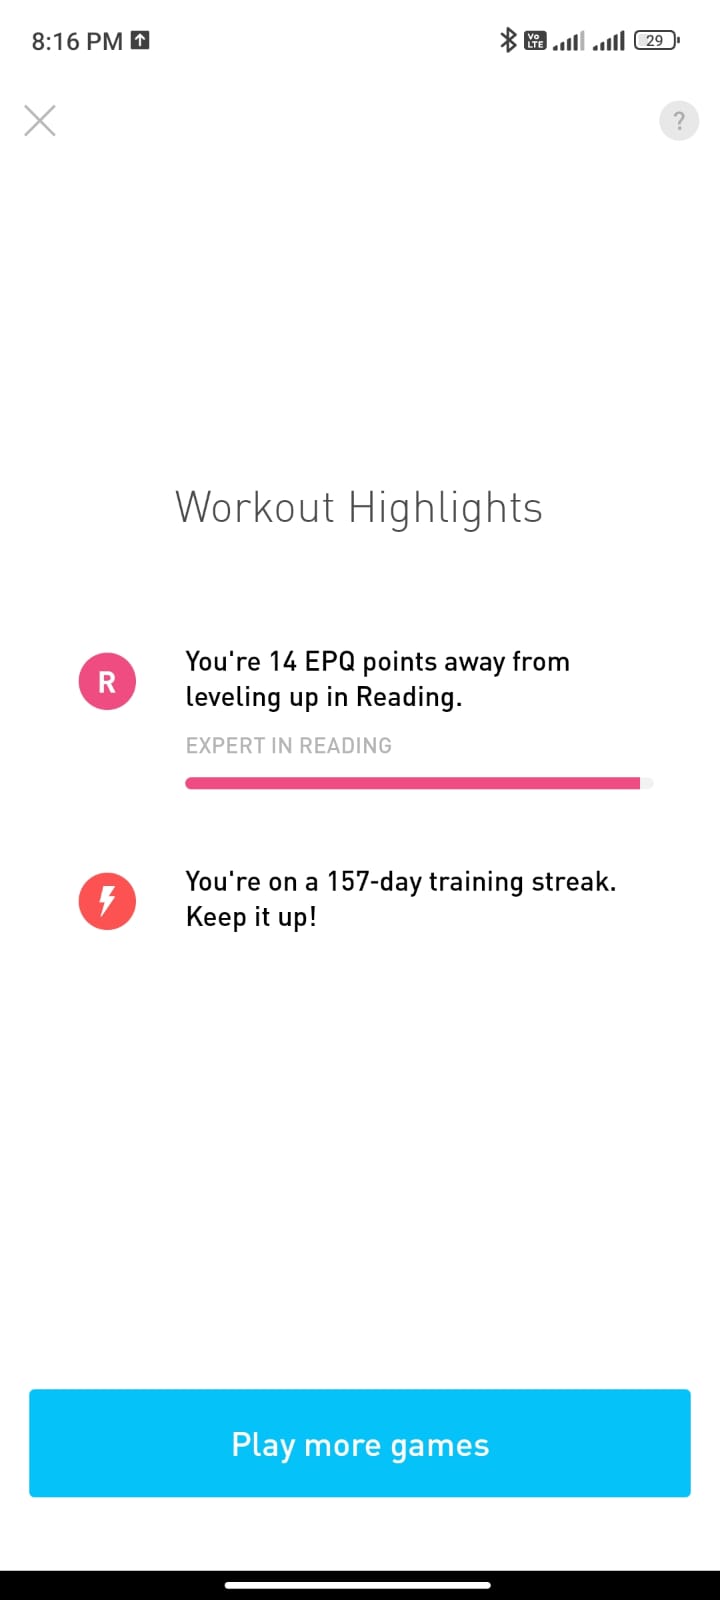 8:16 PM
Vo LTE
29
?
Workout Highlights
R
You're 14 EPQ points away from
leveling up in Reading.
EXPERT IN READING
You're on a 157-day training streak.
Keep it up!
Play more games